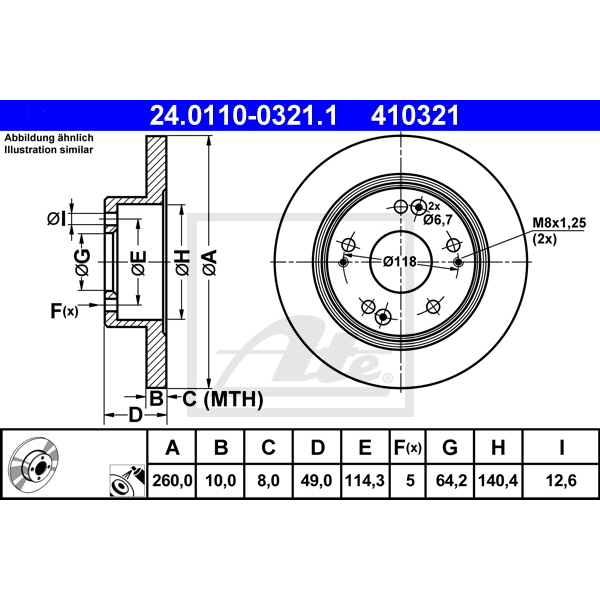 24.0110-0321.1 410321
Abbildung ähnlich
Illustration similar
ØI
ØG
ØE
ØH
ØA
F(x)
B
C (MTH)
D
2x
Ø6,7
M8x1,25
(2x)
Ø118
Ate®
A B C D E F(x) G H I
260,0 10,0 8,0 49,0 114,3 5 64,2 140,4 12,6